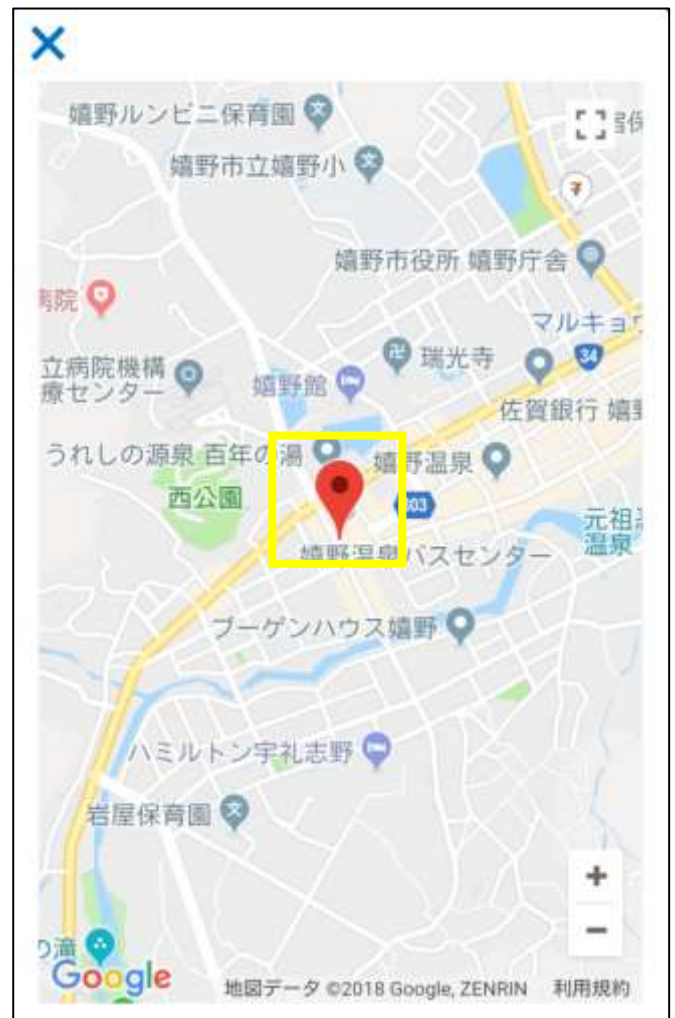 嬉野ルンビニ保育園
嬉野市立嬉野小
嬉野市役所 嬉野庁舎
病院
マルキョウ
34
瑞光寺
立病院機構
療センター
嬉野館
佐賀銀行 嬉
うれしの源泉 百年の湯
嬉野温泉
西公園
303
元祖
温泉
嬉野温泉バスセンター
ブーゲンハウス嬉野
ハミルトン宇礼志野
岩屋保育園
+
−
の滝
Google
地図データ ©2018 Google, ZENRIN 利用規約